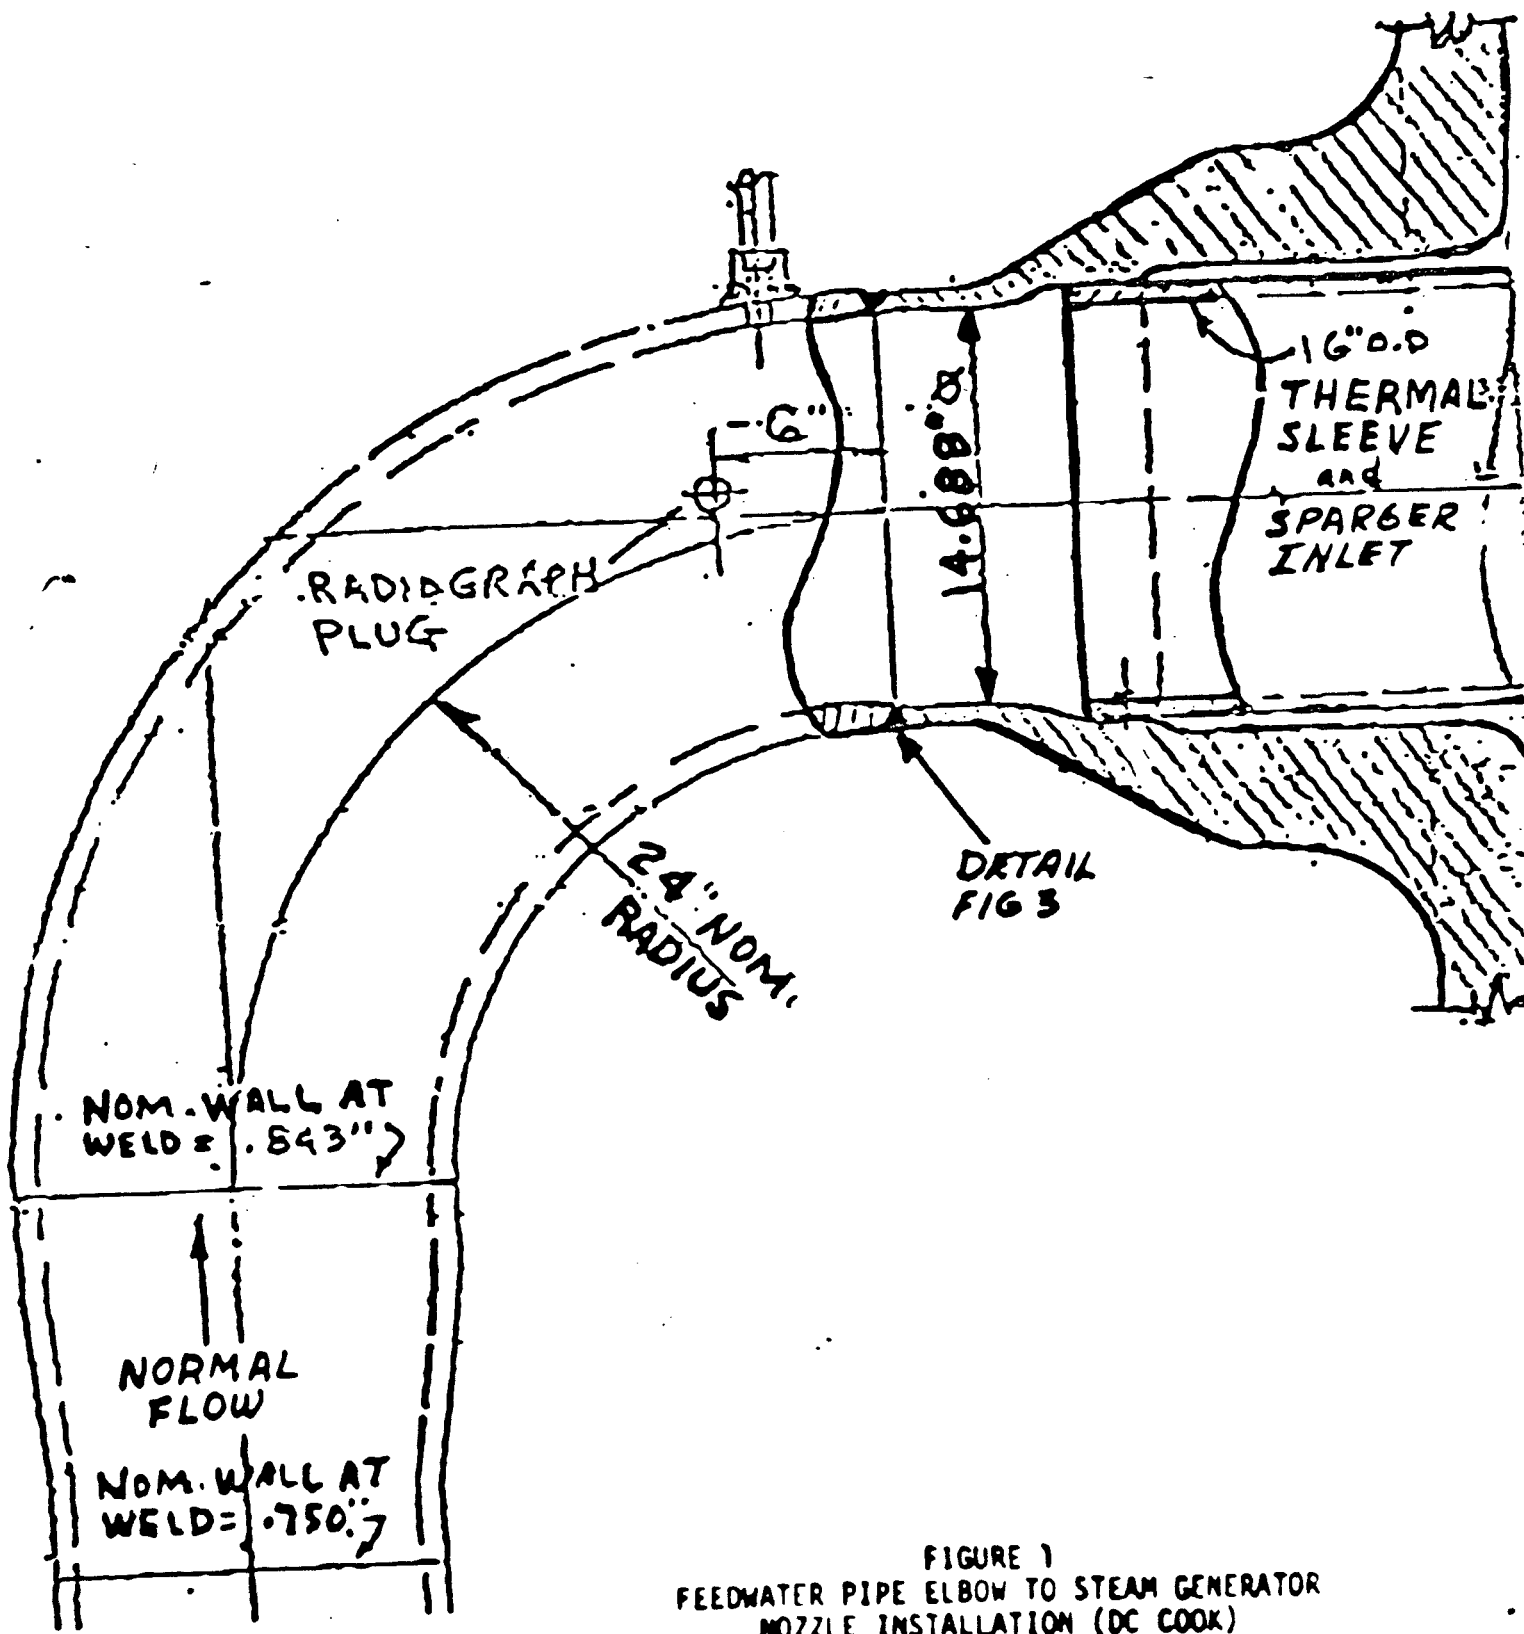 6"
14.688"Ø
16" O.D
THERMAL
SLEEVE
and
SPARGER
INLET
RADIOGRAPH
PLUG
24" NOM.
RADIUS
DETAIL
FIG 3
NOM. WALL AT
WELD = .843"
NORMAL
FLOW
NOM. WALL AT
WELD = .750"
FIGURE 1
FEEDWATER PIPE ELBOW TO STEAM GENERATOR
NOZZLE INSTALLATION (DC COOK)